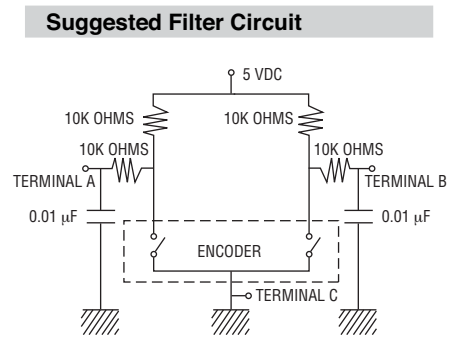 Suggested Filter Circuit
5 VDC
10K OHMS
10K OHMS
10K OHMS
10K OHMS
TERMINAL A
TERMINAL B
0.01 µF
0.01 µF
ENCODER
TERMINAL C